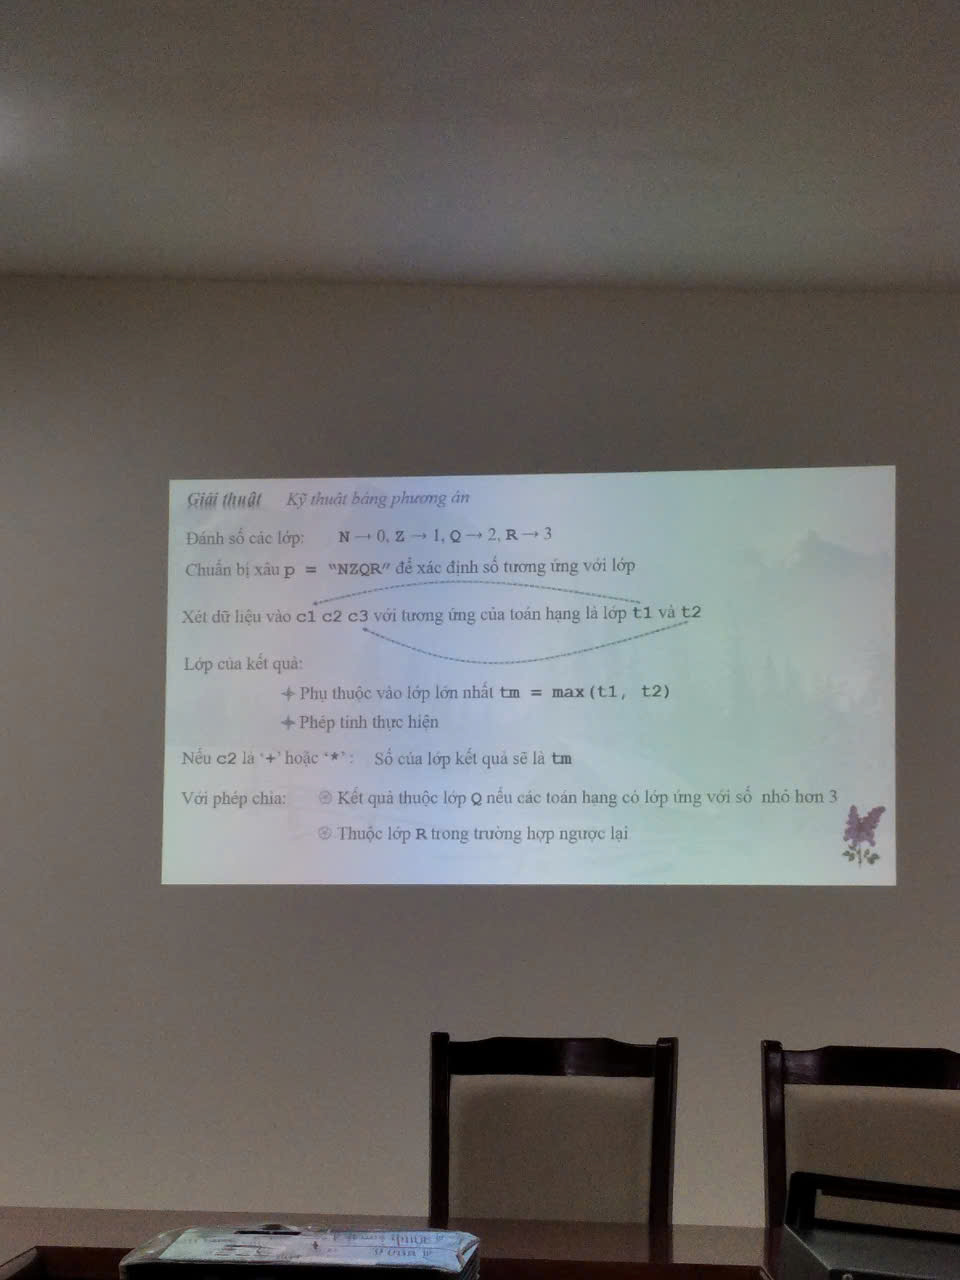 Giải thuật Kỹ thuật bảng phương án
Đánh số các lớp: N → 0, Z → 1, Q → 2, R → 3
Chuẩn bị xâu p = "NZQR" để xác định số tương ứng với lớp
Xét dữ liệu vào c1 c2 c3 với tương ứng của toán hạng là lớp t1 và t2
Lớp của kết quả:
Phụ thuộc vào lớp lớn nhất tm = max(t1, t2)
Phép tính thực hiện
Nếu c2 là '+' hoặc '*': Số của lớp kết quả sẽ là tm
Với phép chia: Kết quả thuộc lớp Q nếu các toán hạng có lớp ứng với số nhỏ hơn 3
Thuộc lớp R trong trường hợp ngược lại